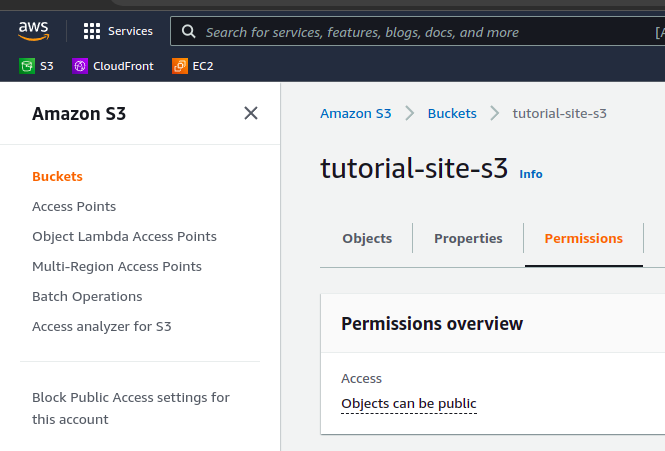 aws
Services
Search for services, features, blogs, docs, and more
S3
CloudFront
EC2
Amazon S3
Buckets
Access Points
Object Lambda Access Points
Multi-Region Access Points
Batch Operations
Access analyzer for S3
Block Public Access settings for
this account
Amazon S3 > Buckets > tutorial-site-s3
tutorial-site-s3 Info
Objects Properties Permissions
Permissions overview
Access
Objects can be public